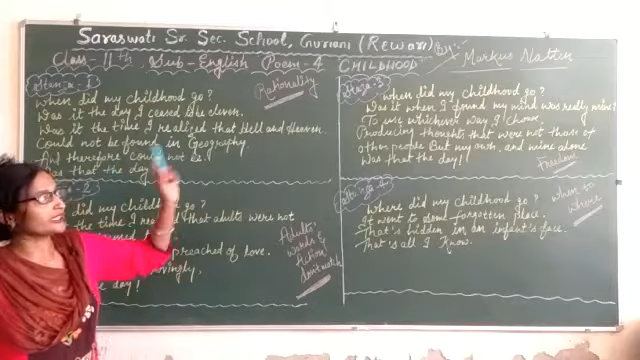 Saraswati Sr. Sec. School, Guriani (Rewari)
Class-11th Sub-English Poem-4 CHILDHOOD
By:-
Markus Natten
Stanza-1
When did my childhood go?
Was it the day I ceased to be eleven,
Was it the time I realized that Hell and Heaven.
Could not be found in Geography,
And therefore could not be,
Was that the day
Rationality
-2
did my childhood go?
the time I realized that adults were not
preached of love.
lovingly,
e day!
Adults
words &
Action
don't match
Stanza-3
When did my childhood go?
Was it when I found my mind was really mine?
To use whichever way I choose.
Producing thoughts that were not those of
other people But my own, and mine alone
Was that the day!
Freedom
4
Where did my childhood go?
It went to some forgotten place.
That's hidden in an infant's face.
That's all I know.
When to
Where